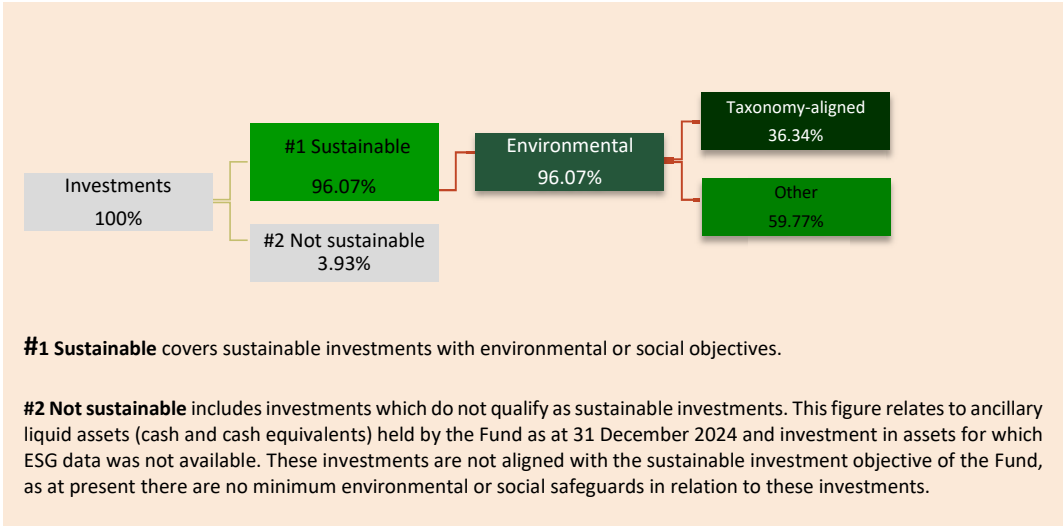 Taxonomy-aligned
36.34%
#1 Sustainable
96.07%
Environmental
96.07%
Investments
100%
Other
59.77%
#2 Not sustainable
3.93%
#1 Sustainable covers sustainable investments with environmental or social objectives.
#2 Not sustainable includes investments which do not qualify as sustainable investments. This figure relates to ancillary
liquid assets (cash and cash equivalents) held by the Fund as at 31 December 2024 and investment in assets for which
ESG data was not available. These investments are not aligned with the sustainable investment objective of the Fund,
as at present there are no minimum environmental or social safeguards in relation to these investments.